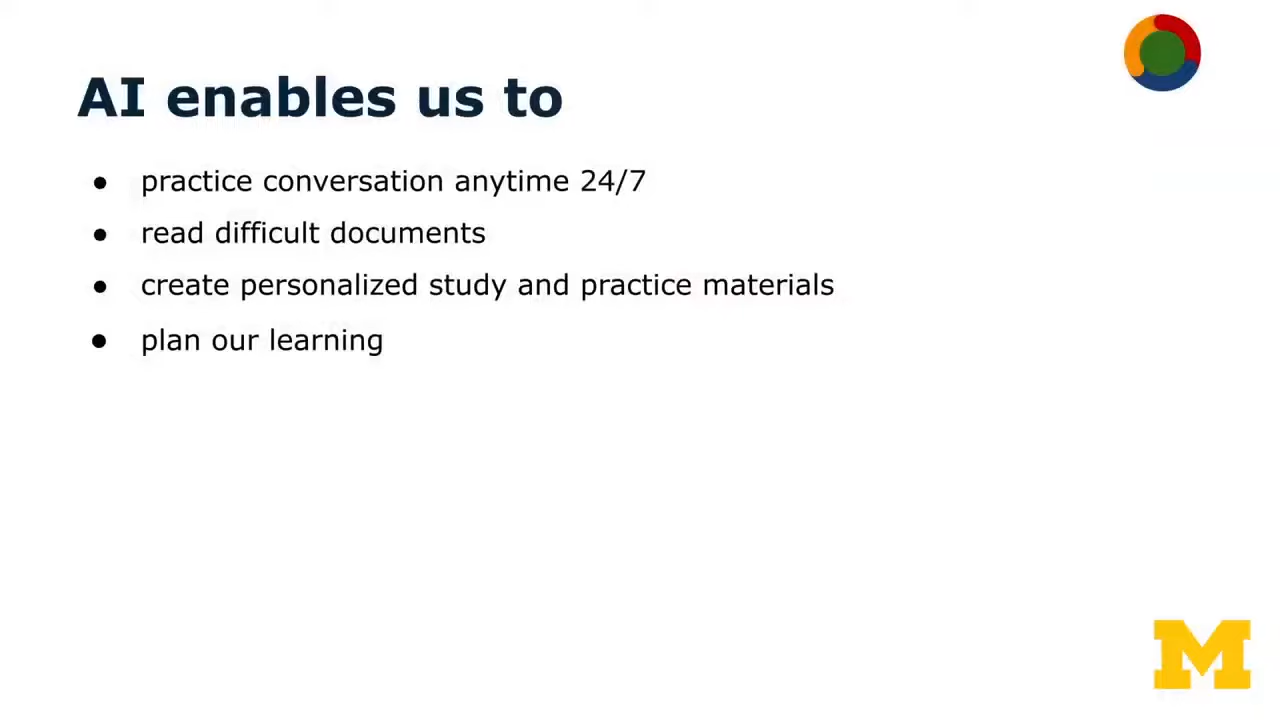 AI enables us to
● practice conversation anytime 24/7
● read difficult documents
● create personalized study and practice materials
● plan our learning
M